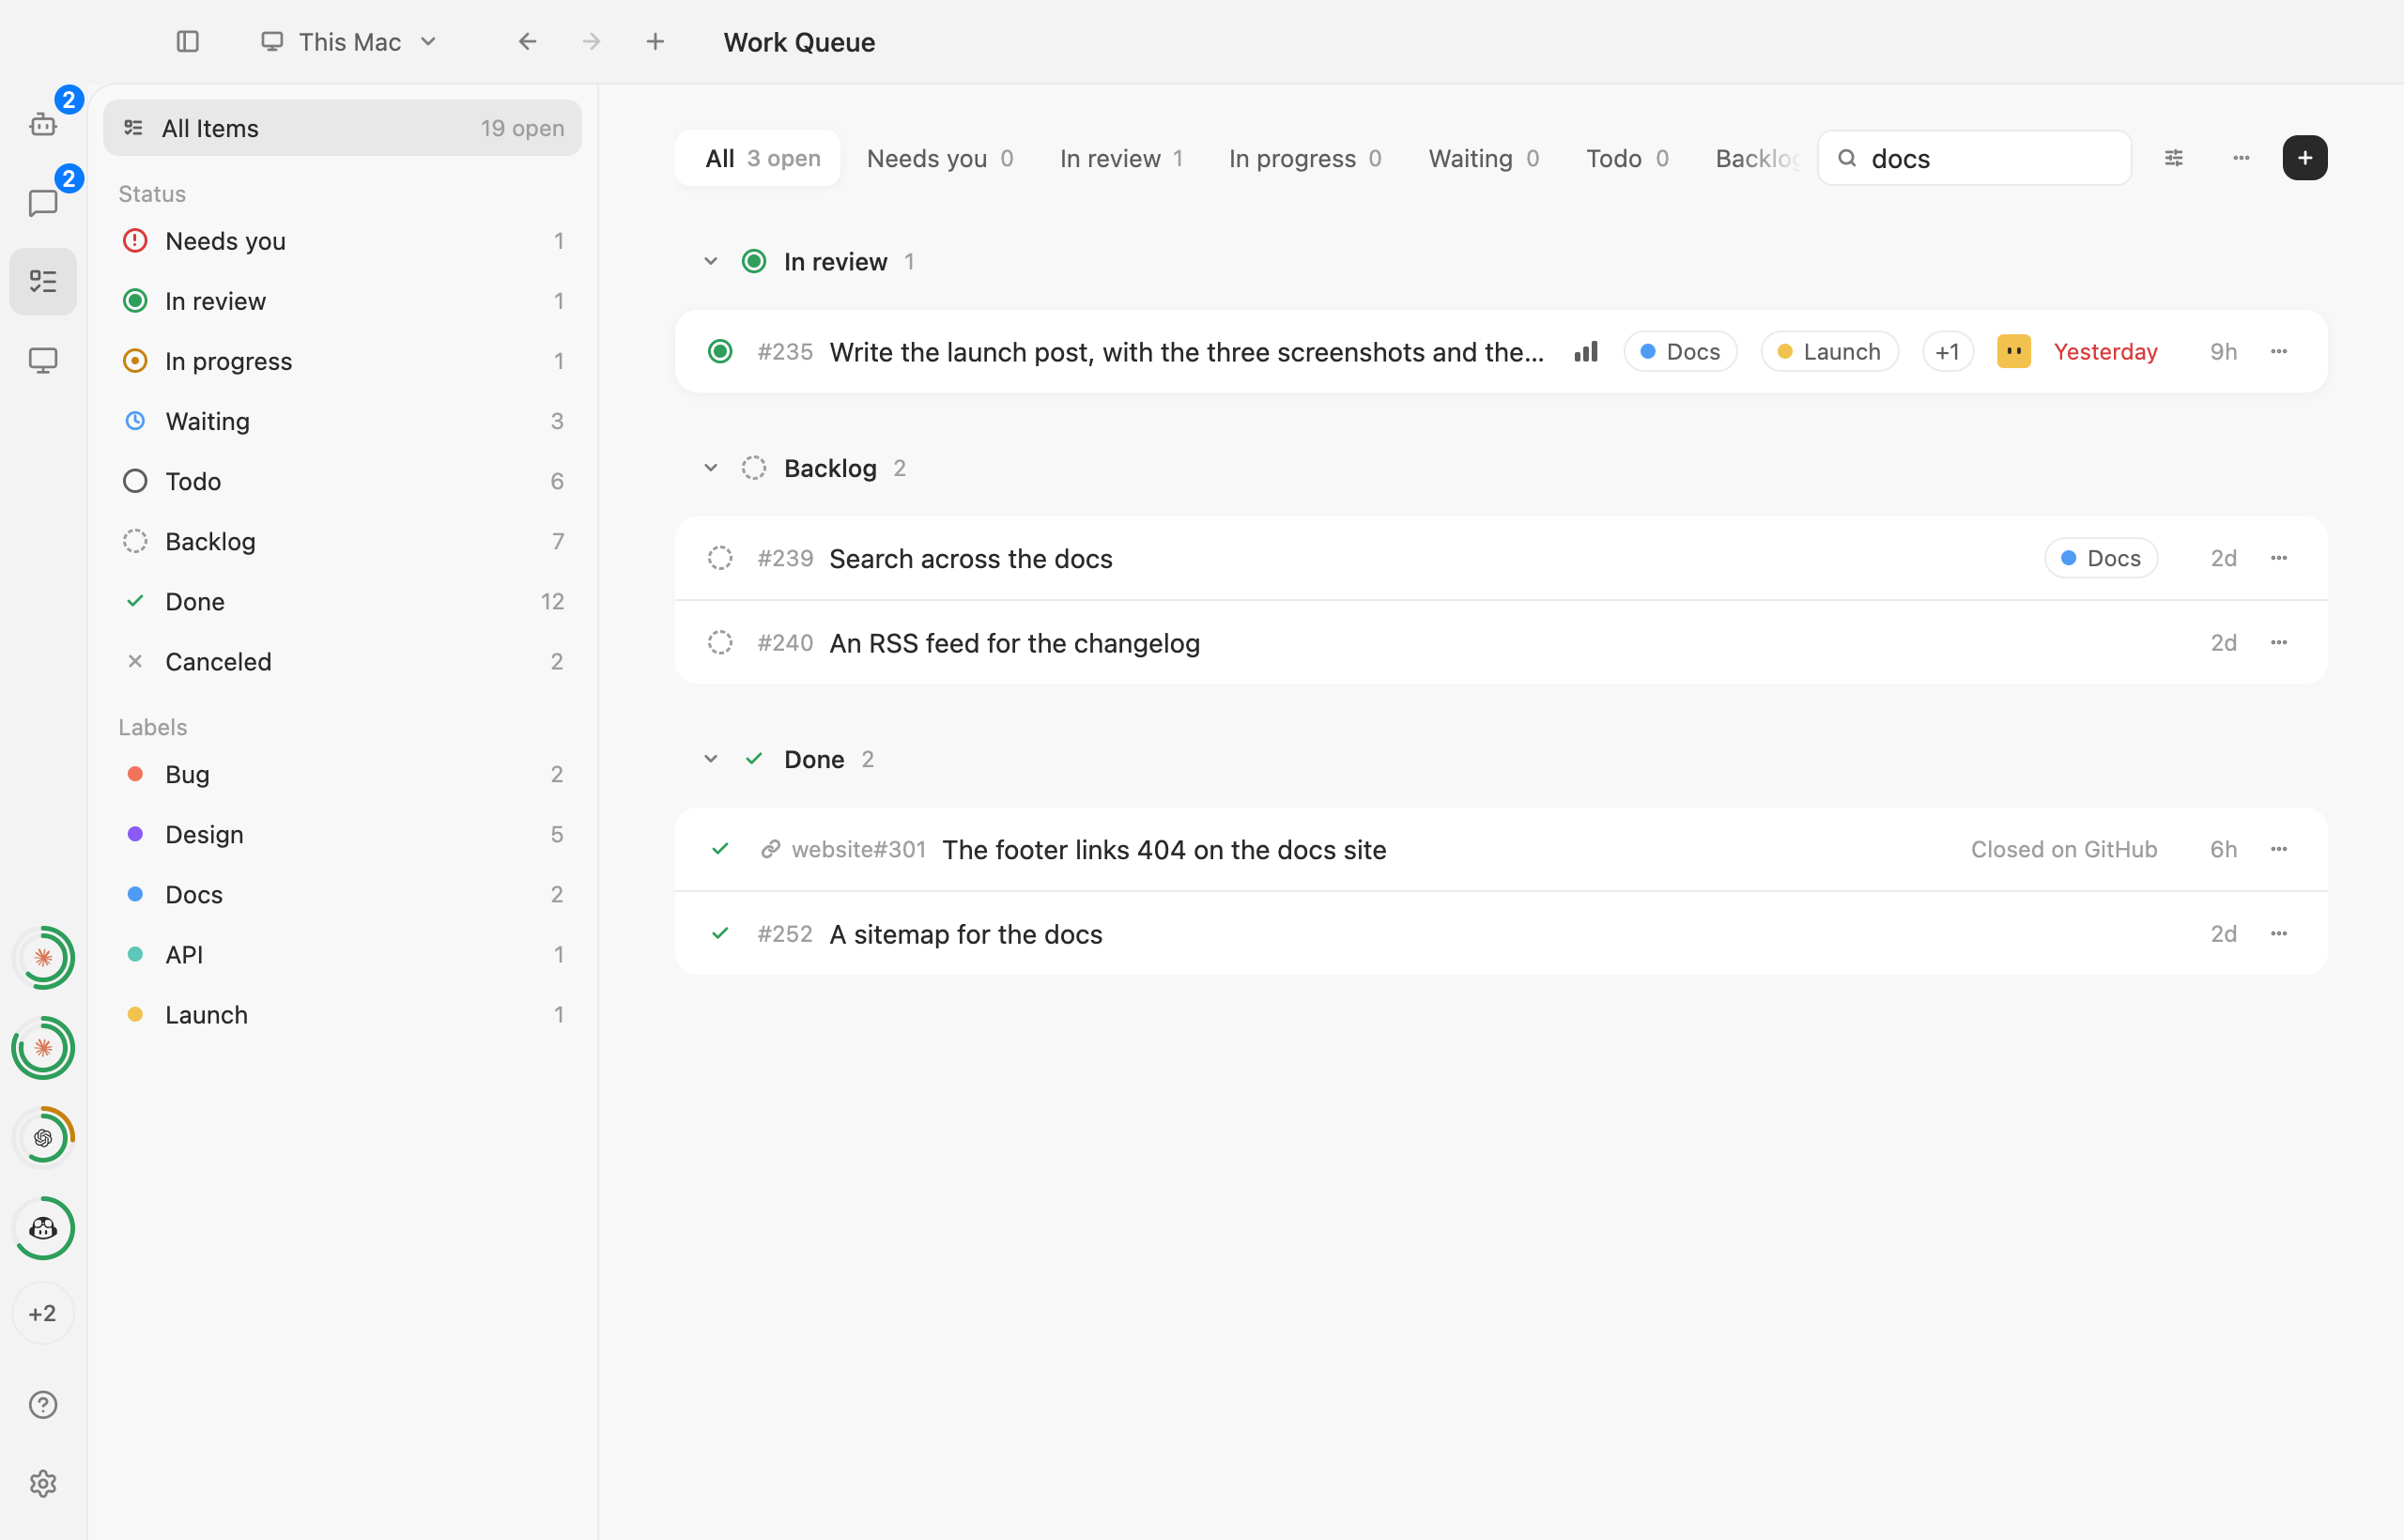 This Mac
Work Queue
2
2
All Items 19 open
Status
Needs you 1
In review 1
In progress 1
Waiting 3
Todo 6
Backlog 7
Done 12
Canceled 2
Labels
Bug 2
Design 5
Docs 2
API 1
Launch 1
+2
All 3 open Needs you 0 In review 1 In progress 0 Waiting 0 Todo 0 Backlog docs
In review 1
#235 Write the launch post, with the three screenshots and the... Docs Launch +1 Yesterday 9h
Backlog 2
#239 Search across the docs Docs 2d
#240 An RSS feed for the changelog 2d
Done 2
website#301 The footer links 404 on the docs site Closed on GitHub 6h
#252 A sitemap for the docs 2d